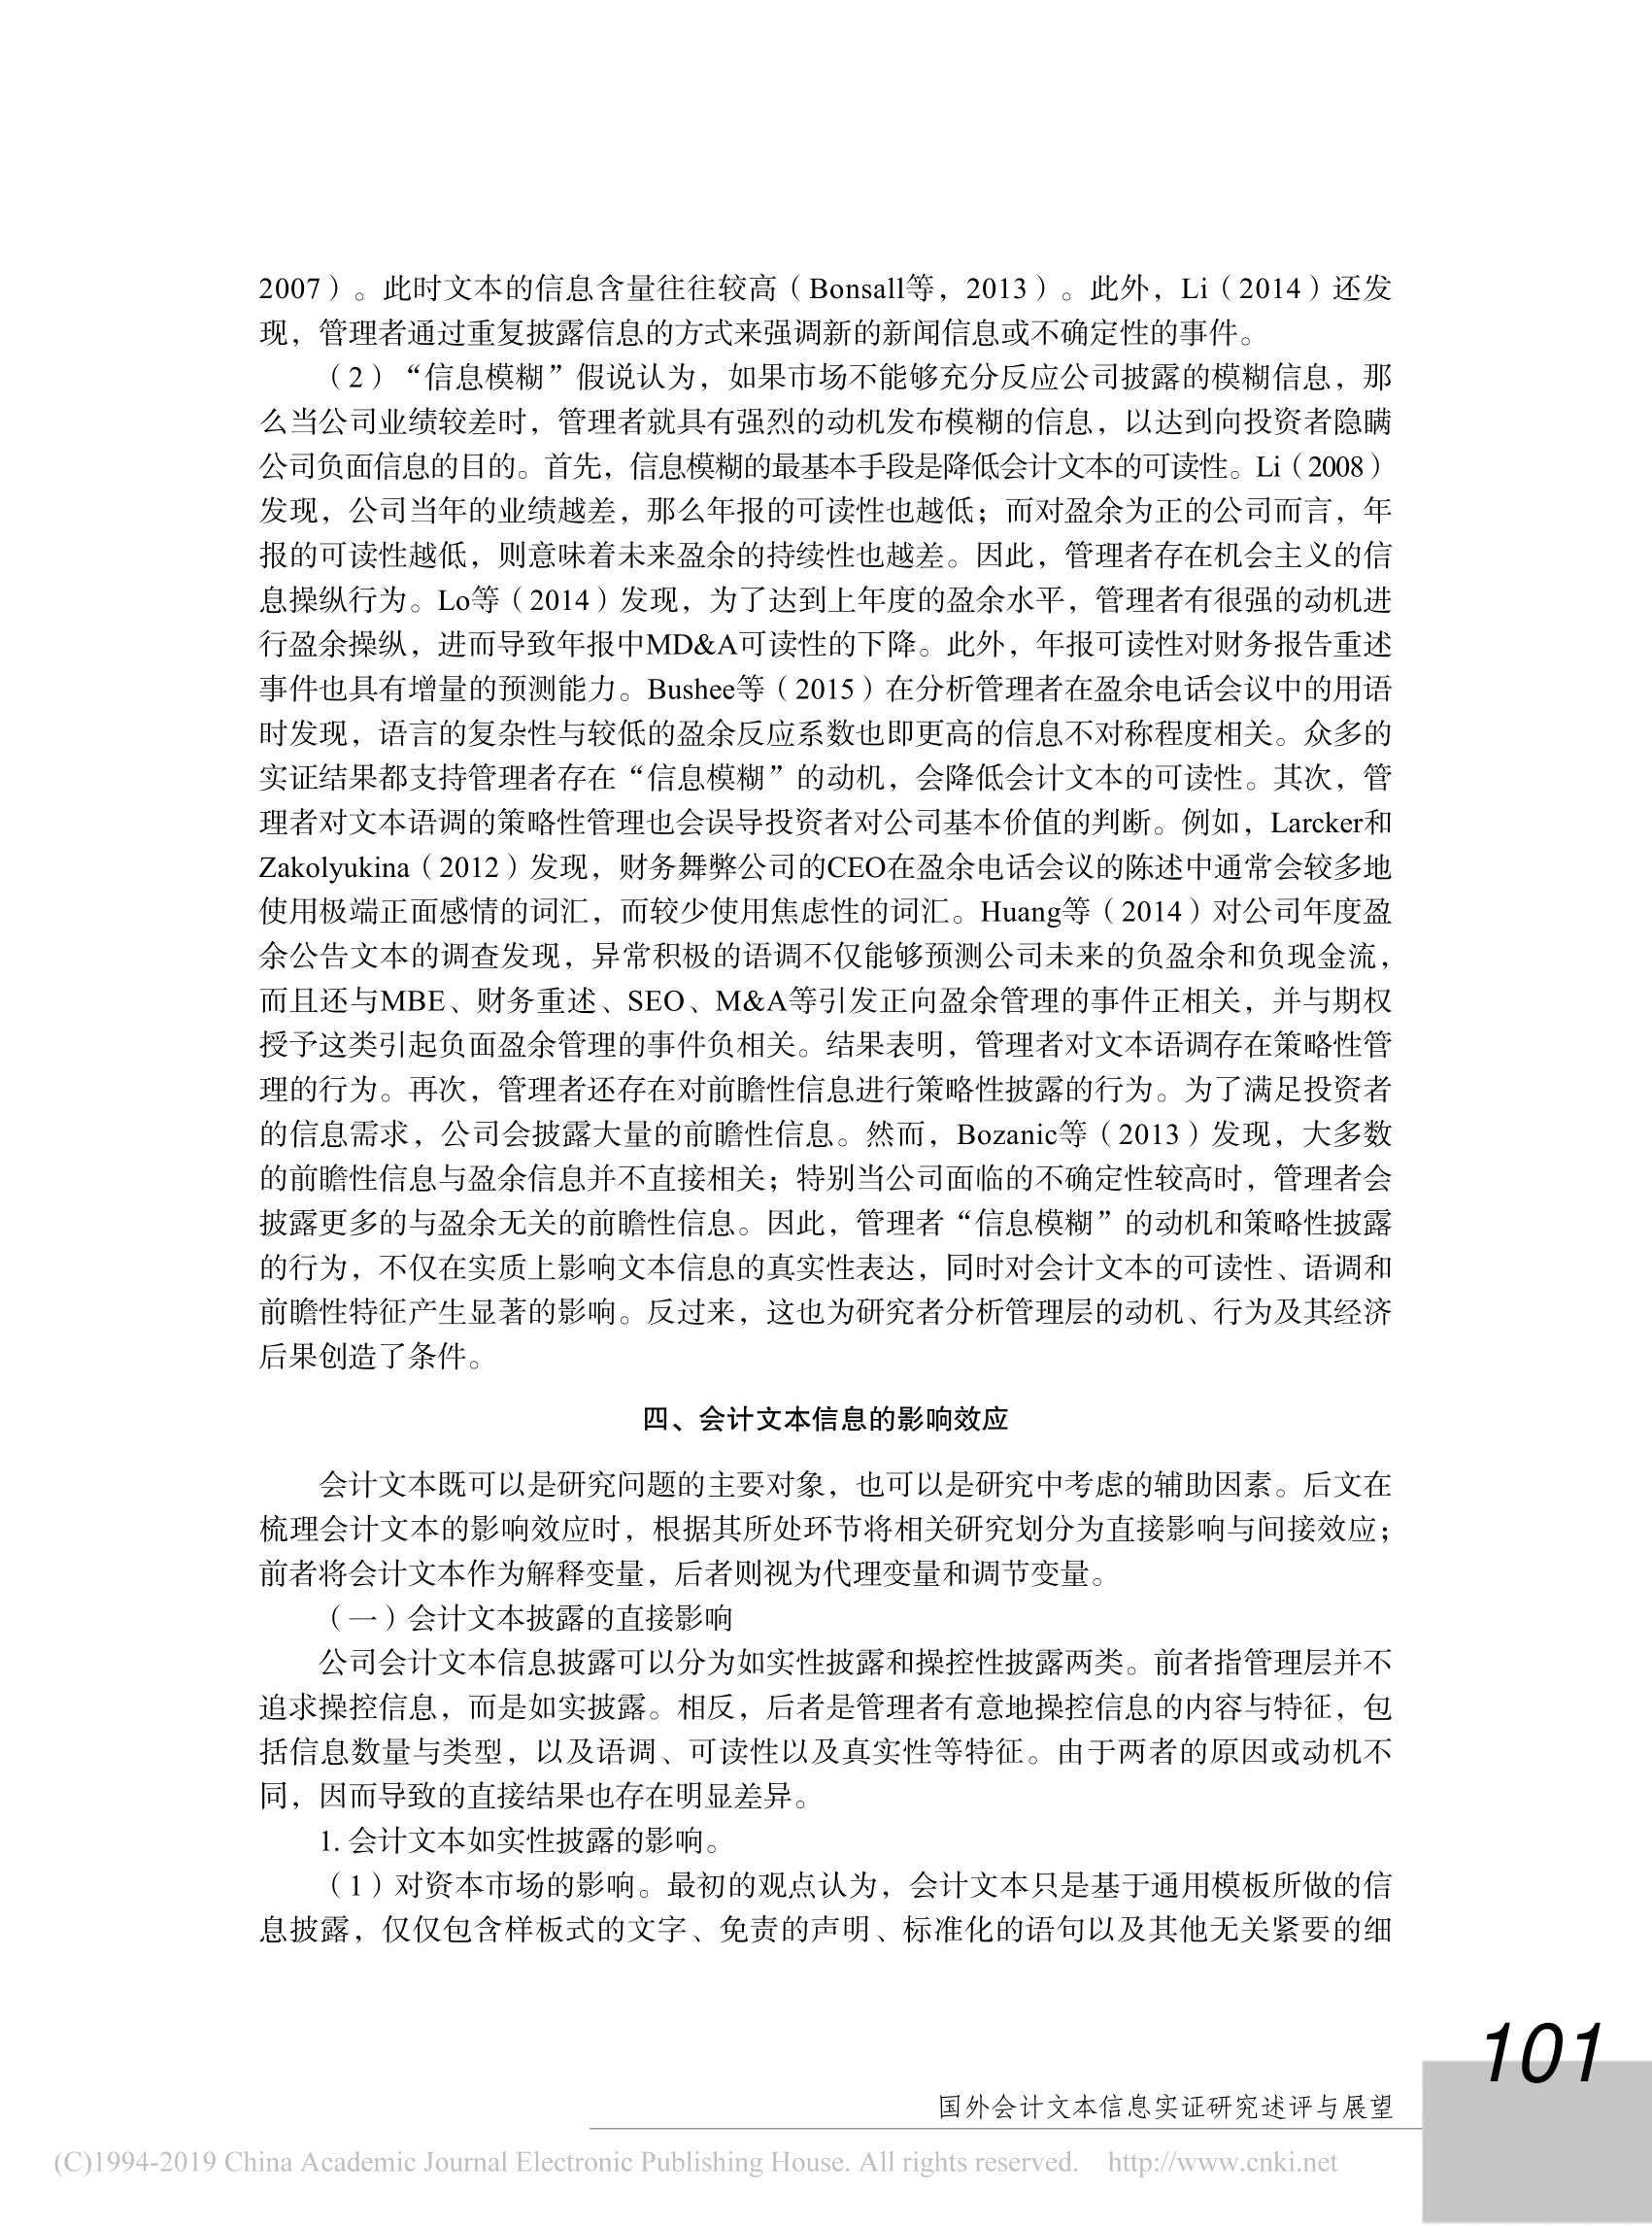 2007）。此时文本的信息含量往往较高（Bonsall等，2013）。此外，Li（2014）还发
现，管理者通过重复披露信息的方式来强调新的新闻信息或不确定性的事件。
（2）“信息模糊”假说认为，如果市场不能够充分反应公司披露的模糊信息，那
么当公司业绩较差时，管理者就具有强烈的动机发布模糊的信息，以达到向投资者隐瞒
公司负面信息的目的。首先，信息模糊的最基本手段是降低会计文本的可读性。Li（2008）
发现，公司当年的业绩越差，那么年报的可读性也越低；而对盈余为正的公司而言，年
报的可读性越低，则意味着未来盈余的持续性也越差。因此，管理者存在机会主义的信
息操纵行为。Lo等（2014）发现，为了达到上年度的盈余水平，管理者有很强的动机进
行盈余操纵，进而导致年报中MD&A可读性的下降。此外，年报可读性对财务报告重述
事件也具有增量的预测能力。Bushee等（2015）在分析管理者在盈余电话会议中的用语
时发现，语言的复杂性与较低的盈余反应系数也即更高的信息不对称程度相关。众多的
实证结果都支持管理者存在“信息模糊”的动机，会降低会计文本的可读性。其次，管
理者对文本语调的策略性管理也会误导投资者对公司基本价值的判断。例如，Larcker和
Zakolyukina（2012）发现，财务舞弊公司的CEO在盈余电话会议的陈述中通常会较多地
使用极端正面感情的词汇，而较少使用焦虑性的词汇。Huang等（2014）对公司年度盈
余公告文本的调查发现，异常积极的语调不仅能够预测公司未来的负盈余和负现金流，
而且还与MBE、财务重述、SEO、M&A等引发正向盈余管理的事件正相关，并与期权
授予这类引起负面盈余管理的事件负相关。结果表明，管理者对文本语调存在策略性管
理的行为。再次，管理者还存在对前瞻性信息进行策略性披露的行为。为了满足投资者
的信息需求，公司会披露大量的前瞻性信息。然而，Bozanic等（2013）发现，大多数
的前瞻性信息与盈余信息并不直接相关；特别当公司面临的不确定性较高时，管理者会
披露更多的与盈余无关的前瞻性信息。因此，管理者“信息模糊”的动机和策略性披露
的行为，不仅在实质上影响文本信息的真实性表达，同时对会计文本的可读性、语调和
前瞻性特征产生显著的影响。反过来，这也为研究者分析管理层的动机、行为及其经济
后果创造了条件。
四、会计文本信息的影响效应
会计文本既可以是研究问题的主要对象，也可以是研究中考虑的辅助因素。后文在
梳理会计文本的影响效应时，根据其所处环节将相关研究划分为直接影响与间接效应；
前者将会计文本作为解释变量，后者则视为代理变量和调节变量。
（一）会计文本披露的直接影响
公司会计文本信息披露可以分为如实性披露和操控性披露两类。前者指管理层并不
追求操控信息，而是如实披露。相反，后者是管理者有意地操控信息的内容与特征，包
括信息数量与类型，以及语调、可读性以及真实性等特征。由于两者的原因或动机不
同，因而导致的直接结果也存在明显差异。
1. 会计文本如实性披露的影响。
（1）对资本市场的影响。最初的观点认为，会计文本只是基于通用模板所做的信
息披露，仅仅包含样板式的文字、免责的声明、标准化的语句以及其他无关紧要的细
101
国外会计文本信息实证研究述评与展望
(C)1994-2019 China Academic Journal Electronic Publishing House. All rights reserved. http://www.cnki.net